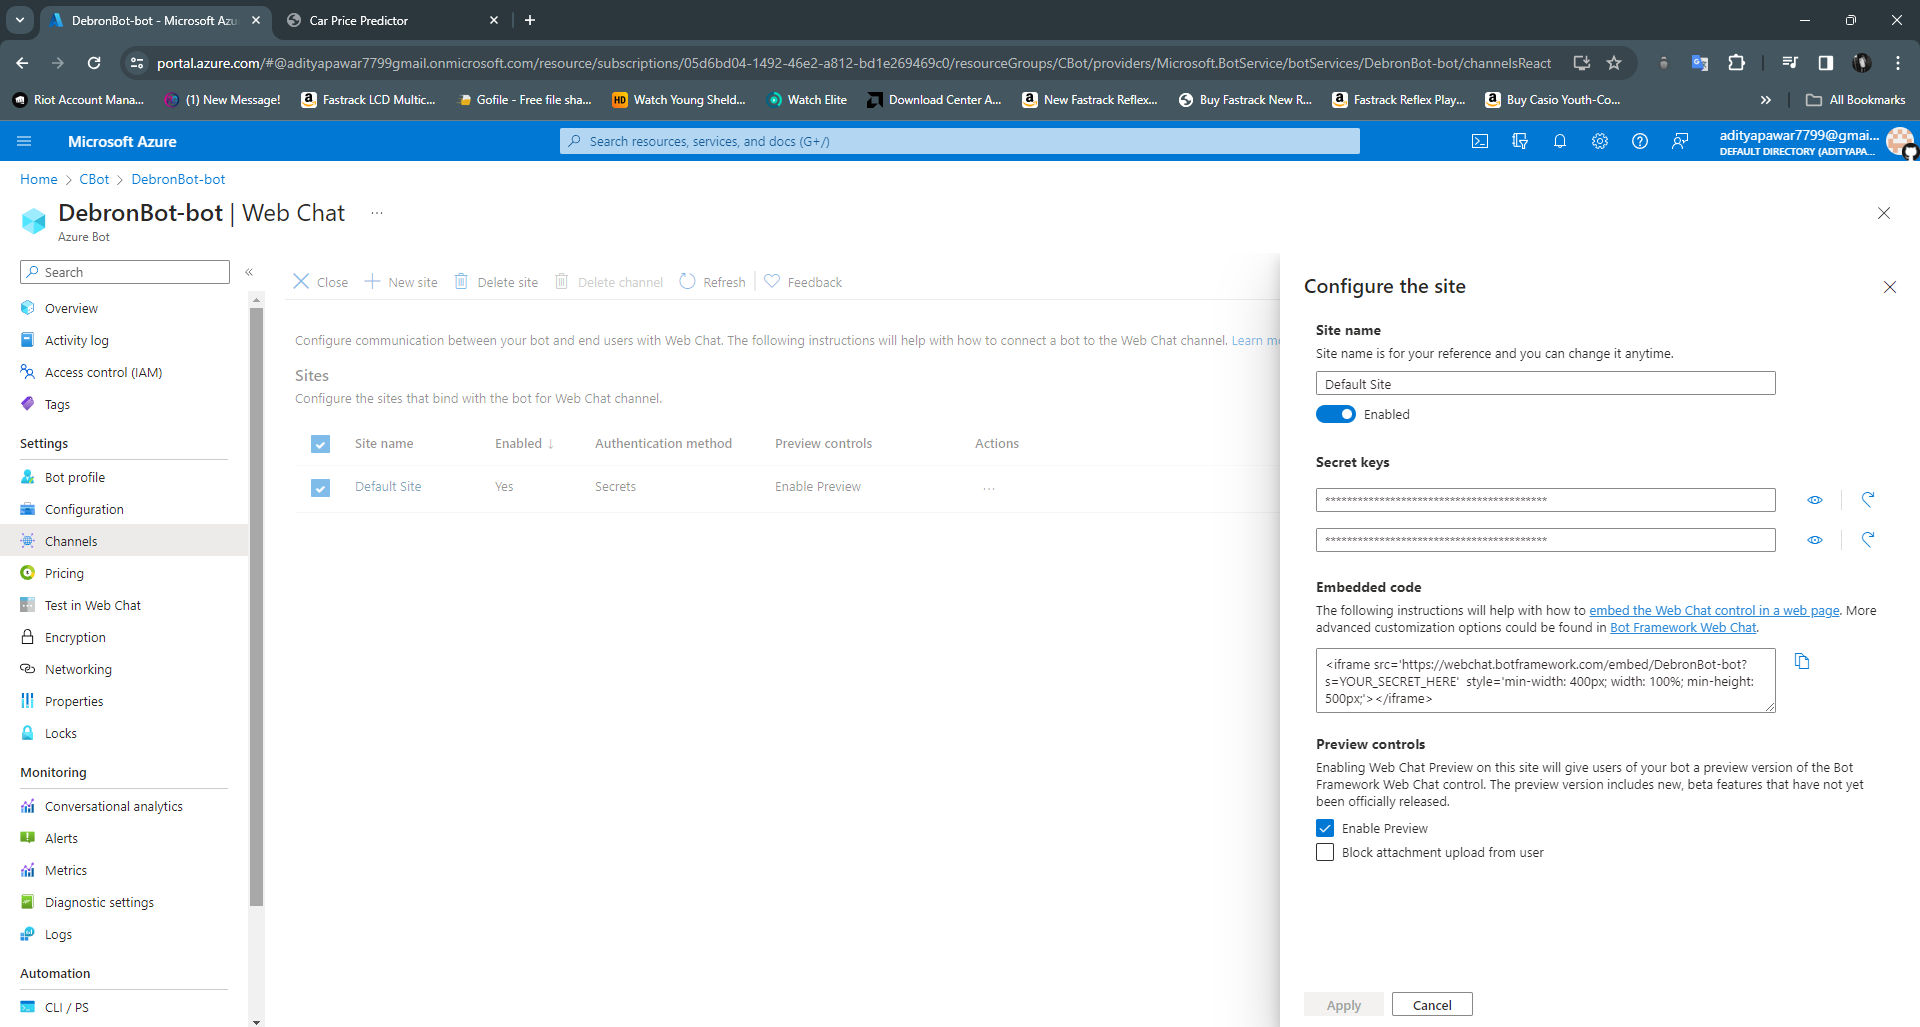 DebronBot-bot - Microsoft Azu
Car Price Predictor
portal.azure.com/#@adityapawar7799gmail.onmicrosoft.com/resource/subscriptions/05d6bd04-1492-46e2-a812-bd1e269469c0/resourceGroups/CBot/providers/Microsoft.BotService/botServices/DebronBot-bot/channelsReact
Riot Account Mana...
(1) New Message!
Fastrack LCD Multic...
Gofile - Free file sha...
Watch Young Sheld...
Watch Elite
Download Center A...
New Fastrack Reflex...
Buy Fastrack New R...
Fastrack Reflex Play...
Buy Casio Youth-Co...
All Bookmarks
Microsoft Azure
Search resources, services, and docs (G+/)
adityapawar7799@gmai...
DEFAULT DIRECTORY (ADITYAPA...
Home > CBot > DebronBot-bot
DebronBot-bot | Web Chat ...
Azure Bot
Search
«
Overview
Activity log
Access control (IAM)
Tags
Settings
Bot profile
Configuration
Channels
Pricing
Test in Web Chat
Encryption
Networking
Properties
Locks
Monitoring
Conversational analytics
Alerts
Metrics
Diagnostic settings
Logs
Automation
CLI / PS
Close
New site
Delete site
Delete channel
Refresh
Feedback
Configure communication between your bot and end users with Web Chat. The following instructions will help with how to connect a bot to the Web Chat channel. Learn mo
Sites
Configure the sites that bind with the bot for Web Chat channel.
Site name Enabled ↓ Authentication method Preview controls Actions
Default Site Yes Secrets Enable Preview ...
Configure the site
Site name
Site name is for your reference and you can change it anytime.
Default Site
Enabled
Secret keys
*****************************************
*****************************************
Embedded code
The following instructions will help with how to embed the Web Chat control in a web page. More
advanced customization options could be found in Bot Framework Web Chat.
<iframe src='https://webchat.botframework.com/embed/DebronBot-bot?
s=YOUR_SECRET_HERE' style='min-width: 400px; width: 100%; min-height:
500px;'></iframe>
Preview controls
Enabling Web Chat Preview on this site will give users of your bot a preview version of the Bot
Framework Web Chat control. The preview version includes new, beta features that have not yet
been officially released.
Enable Preview
Block attachment upload from user
Apply
Cancel